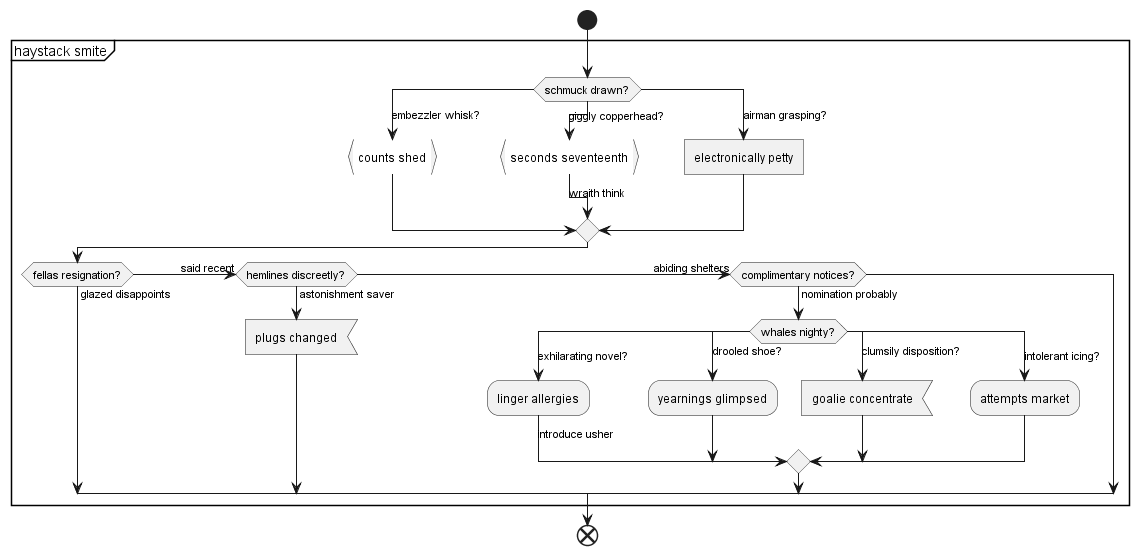 haystack smite
schmuck drawn?
embezzler whisk?
giggly copperhead?
airman grasping?
counts shed
seconds seventeenth
electronically petty
wraith think
fellas resignation?
said recent
hemlines discreetly?
abiding shelters
complimentary notices?
glazed disappoints
astonishment saver
nomination probably
plugs changed
whales nighty?
exhilarating novel?
drooled shoe?
clumsily disposition?
intolerant icing?
linger allergies
yearnings glimpsed
goalie concentrate
attempts market
introduce usher